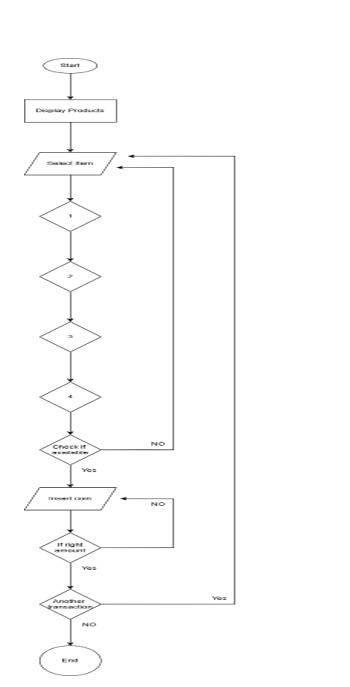 Start
Display Products
Select item
1
2
3
4
Check if
available
NO
Yes
Insert coin
NO
If right
amount
Yes
Another
transaction
Yes
NO
End